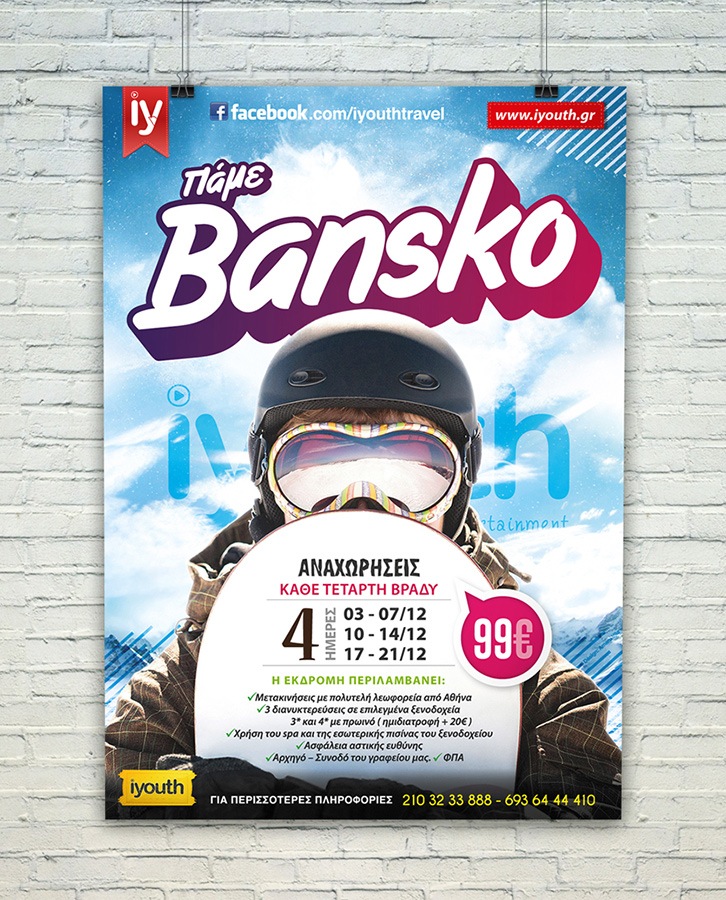 iy
facebook.com/iyouthtravel
www.iyouth.gr
πάμε
Bansko
iyouth
tertainment
ΑΝΑΧΩΡΗΣΕΙΣ
ΚΑΘΕ ΤΕΤΑΡΤΗ ΒΡΑΔΥ
4 ΗΜΕΡΕΣ
03 - 07/12
10 - 14/12
17 - 21/12
99€
Η ΕΚΔΡΟΜΗ ΠΕΡΙΛΑΜΒΑΝΕΙ:
✓Μετακινήσεις με πολυτελή λεωφορεία από Αθήνα
✓3 διανυκτερεύσεις σε επιλεγμένα ξενοδοχεία
3* και 4* με πρωινό ( ημιδιατροφή + 20€ )
✓Χρήση του spa και της εσωτερικής πισίνας του ξενοδοχείου
✓Ασφάλεια αστικής ευθύνης
✓Αρχηγό – Συνοδό του γραφείου μας. ✓ ΦΠΑ
iyouth
ΓΙΑ ΠΕΡΙΣΣΟΤΕΡΕΣ ΠΛΗΡΟΦΟΡΙΕΣ 210 32 33 888 - 693 64 44 410